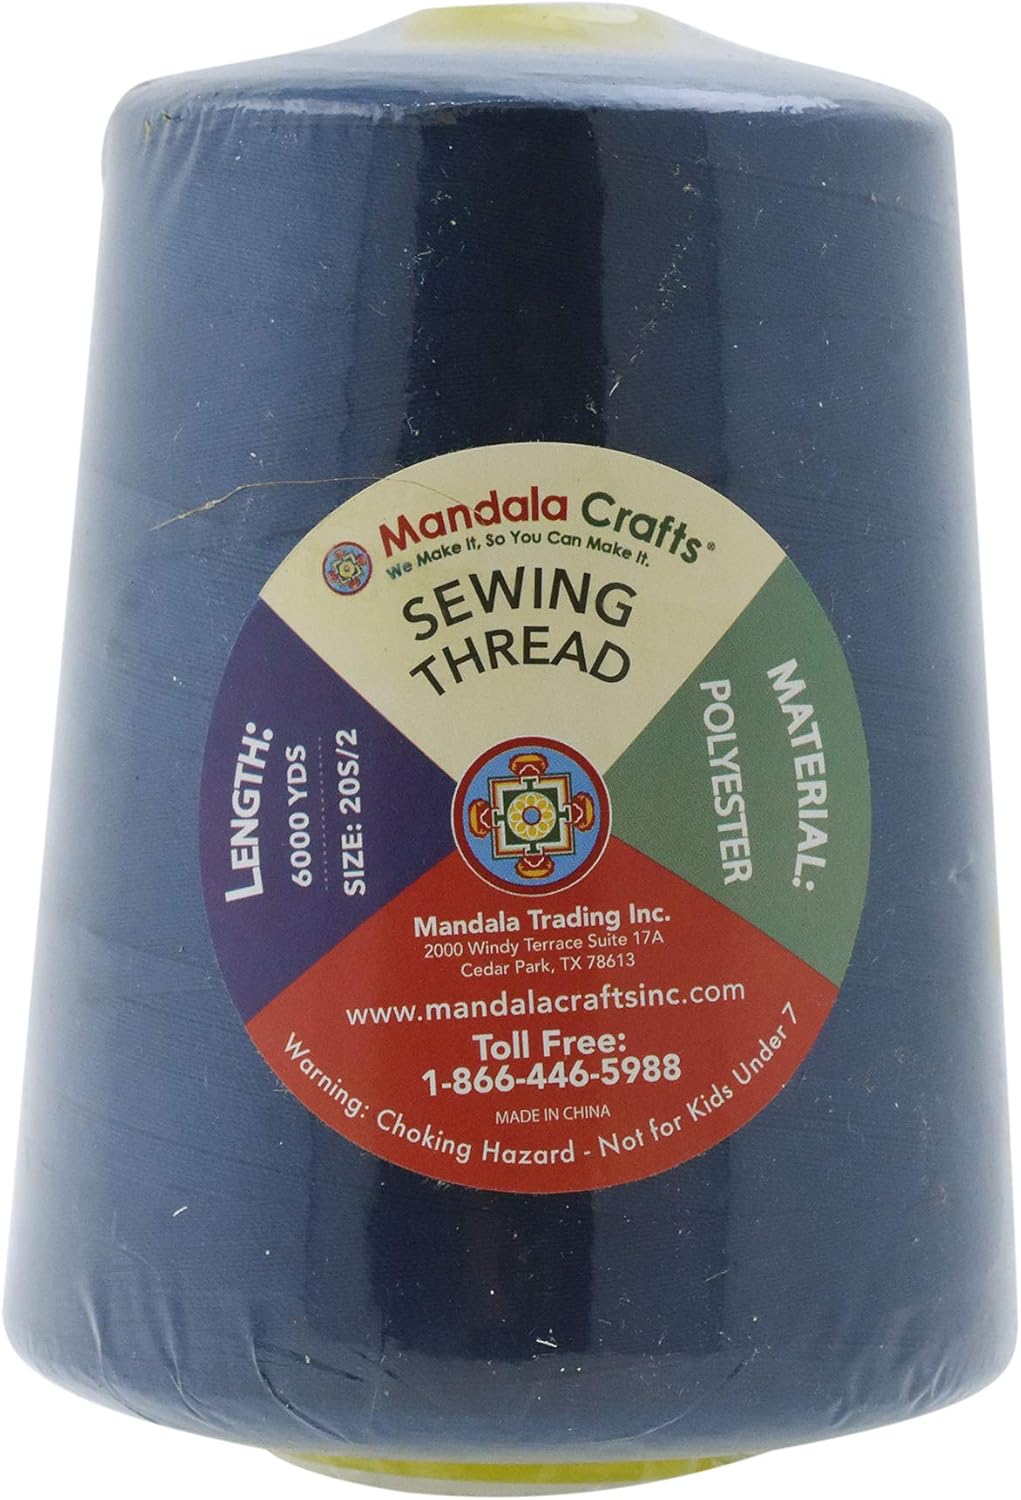 Mandala Crafts®
We Make It, So You Can Make It.
SEWING
THREAD
LENGTH:
6000 YDS
SIZE: 20S/2
MATERIAL:
POLYESTER
Mandala Trading Inc.
2000 Windy Terrace Suite 17A
Cedar Park, TX 78613
www.mandalacraftsinc.com
Toll Free:
1-866-446-5988
MADE IN CHINA
Warning: Choking Hazard - Not for Kids Under 7